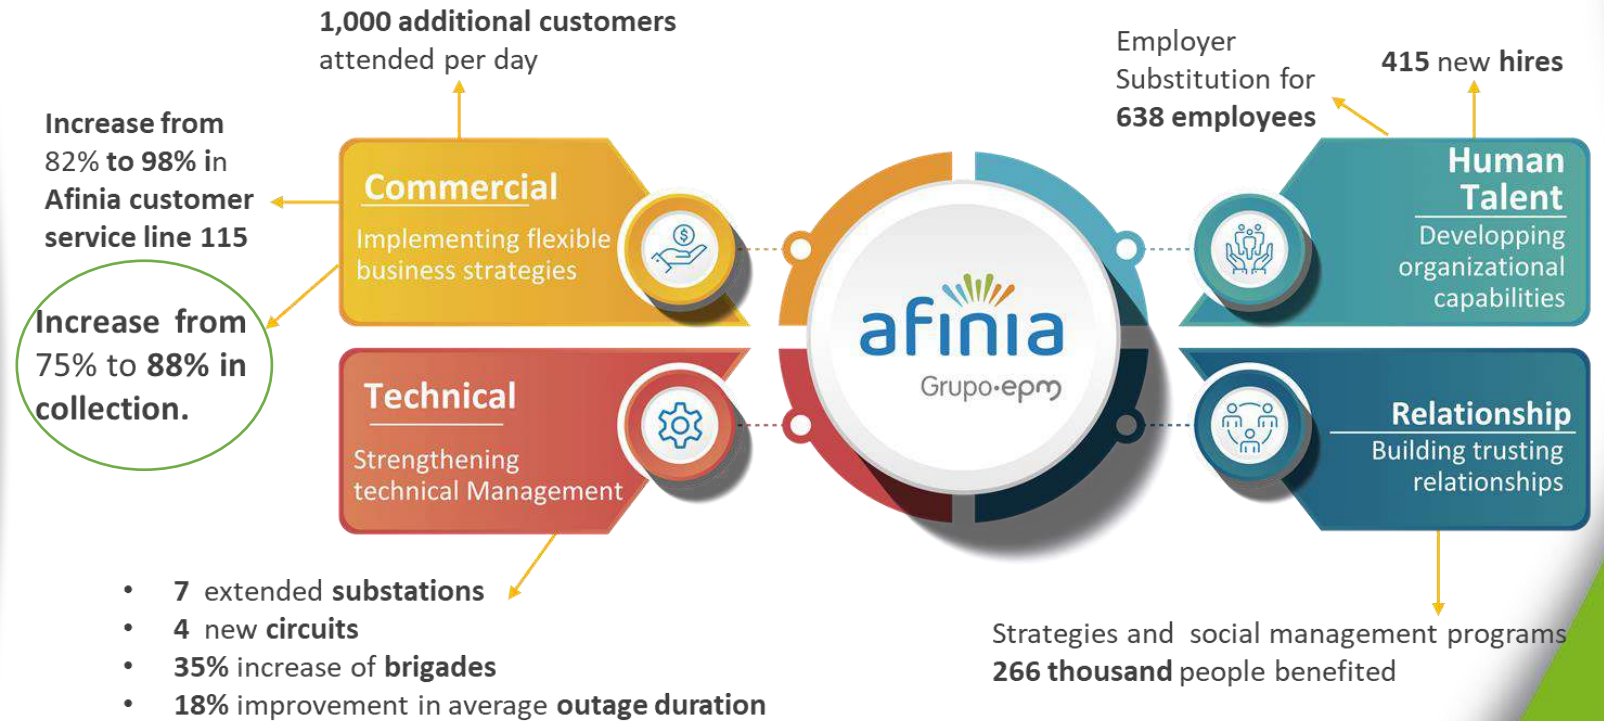 1,000 additional customers
attended per day
Increase from
82% to 98% in
Afinia customer
service line 115
Increase from
75% to 88% in
collection.
Commercial
Implementing flexible
business strategies
Technical
Strengthening
technical Management
• 7 extended substations
• 4 new circuits
• 35% increase of brigades
• 18% improvement in average outage duration
afinia
Grupo·epm
Employer
Substitution for
638 employees
415 new hires
Human
Talent
Developping
organizational
capabilities
Relationship
Building trusting
relationships
Strategies and social management programs
266 thousand people benefited